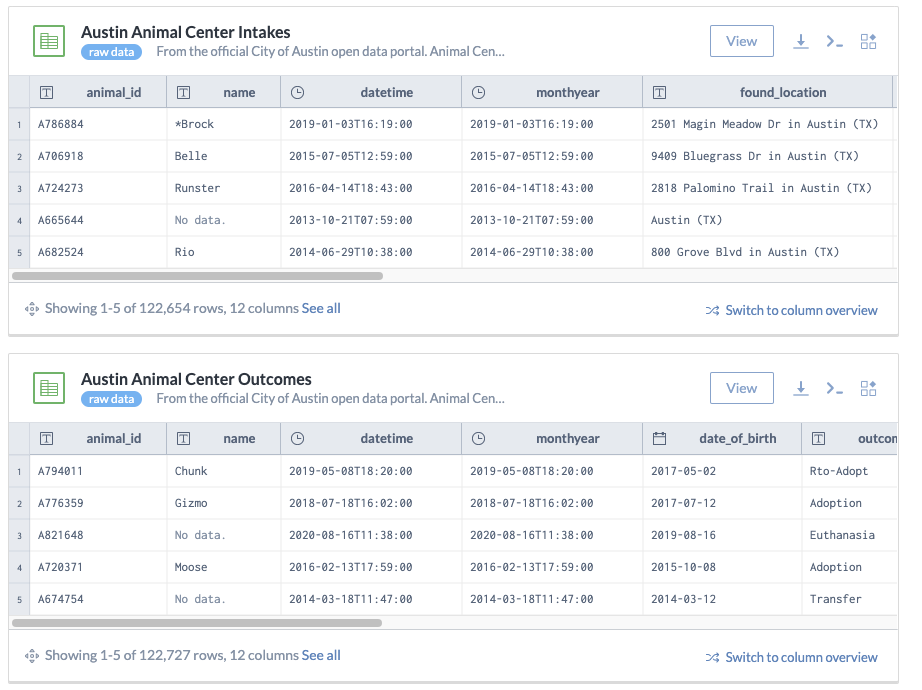 Austin Animal Center Intakes
View
raw data From the official City of Austin open data portal. Animal Cen...
animal_id name datetime monthyear found_location
1 A786884 *Brock 2019-01-03T16:19:00 2019-01-03T16:19:00 2501 Magin Meadow Dr in Austin (TX)
2 A706918 Belle 2015-07-05T12:59:00 2015-07-05T12:59:00 9409 Bluegrass Dr in Austin (TX)
3 A724273 Runster 2016-04-14T18:43:00 2016-04-14T18:43:00 2818 Palomino Trail in Austin (TX)
4 A665644 No data. 2013-10-21T07:59:00 2013-10-21T07:59:00 Austin (TX)
5 A682524 Rio 2014-06-29T10:38:00 2014-06-29T10:38:00 800 Grove Blvd in Austin (TX)
Showing 1-5 of 122,654 rows, 12 columns See all
Switch to column overview
Austin Animal Center Outcomes
View
raw data From the official City of Austin open data portal. Animal Cen...
animal_id name datetime monthyear date_of_birth outcon
1 A794011 Chunk 2019-05-08T18:20:00 2019-05-08T18:20:00 2017-05-02 Rto-Adopt
2 A776359 Gizmo 2018-07-18T16:02:00 2018-07-18T16:02:00 2017-07-12 Adoption
3 A821648 No data. 2020-08-16T11:38:00 2020-08-16T11:38:00 2019-08-16 Euthanasia
4 A720371 Moose 2016-02-13T17:59:00 2016-02-13T17:59:00 2015-10-08 Adoption
5 A674754 No data. 2014-03-18T11:47:00 2014-03-18T11:47:00 2014-03-12 Transfer
Showing 1-5 of 122,727 rows, 12 columns See all
Switch to column overview